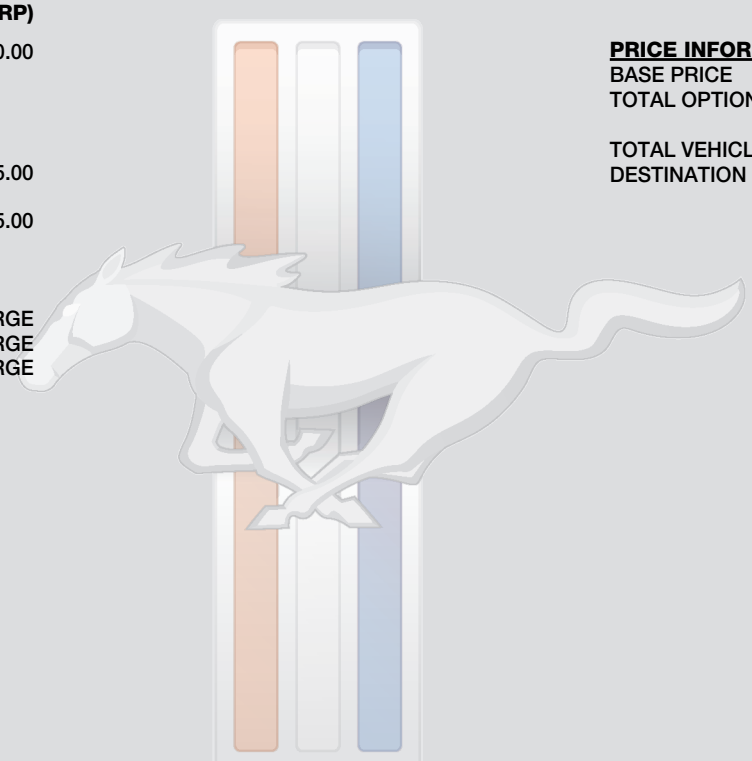 RP)
0.00
5.00
5.00
RGE
RGE
RGE
PRICE INFOR
BASE PRICE
TOTAL OPTION
TOTAL VEHICL
DESTINATION